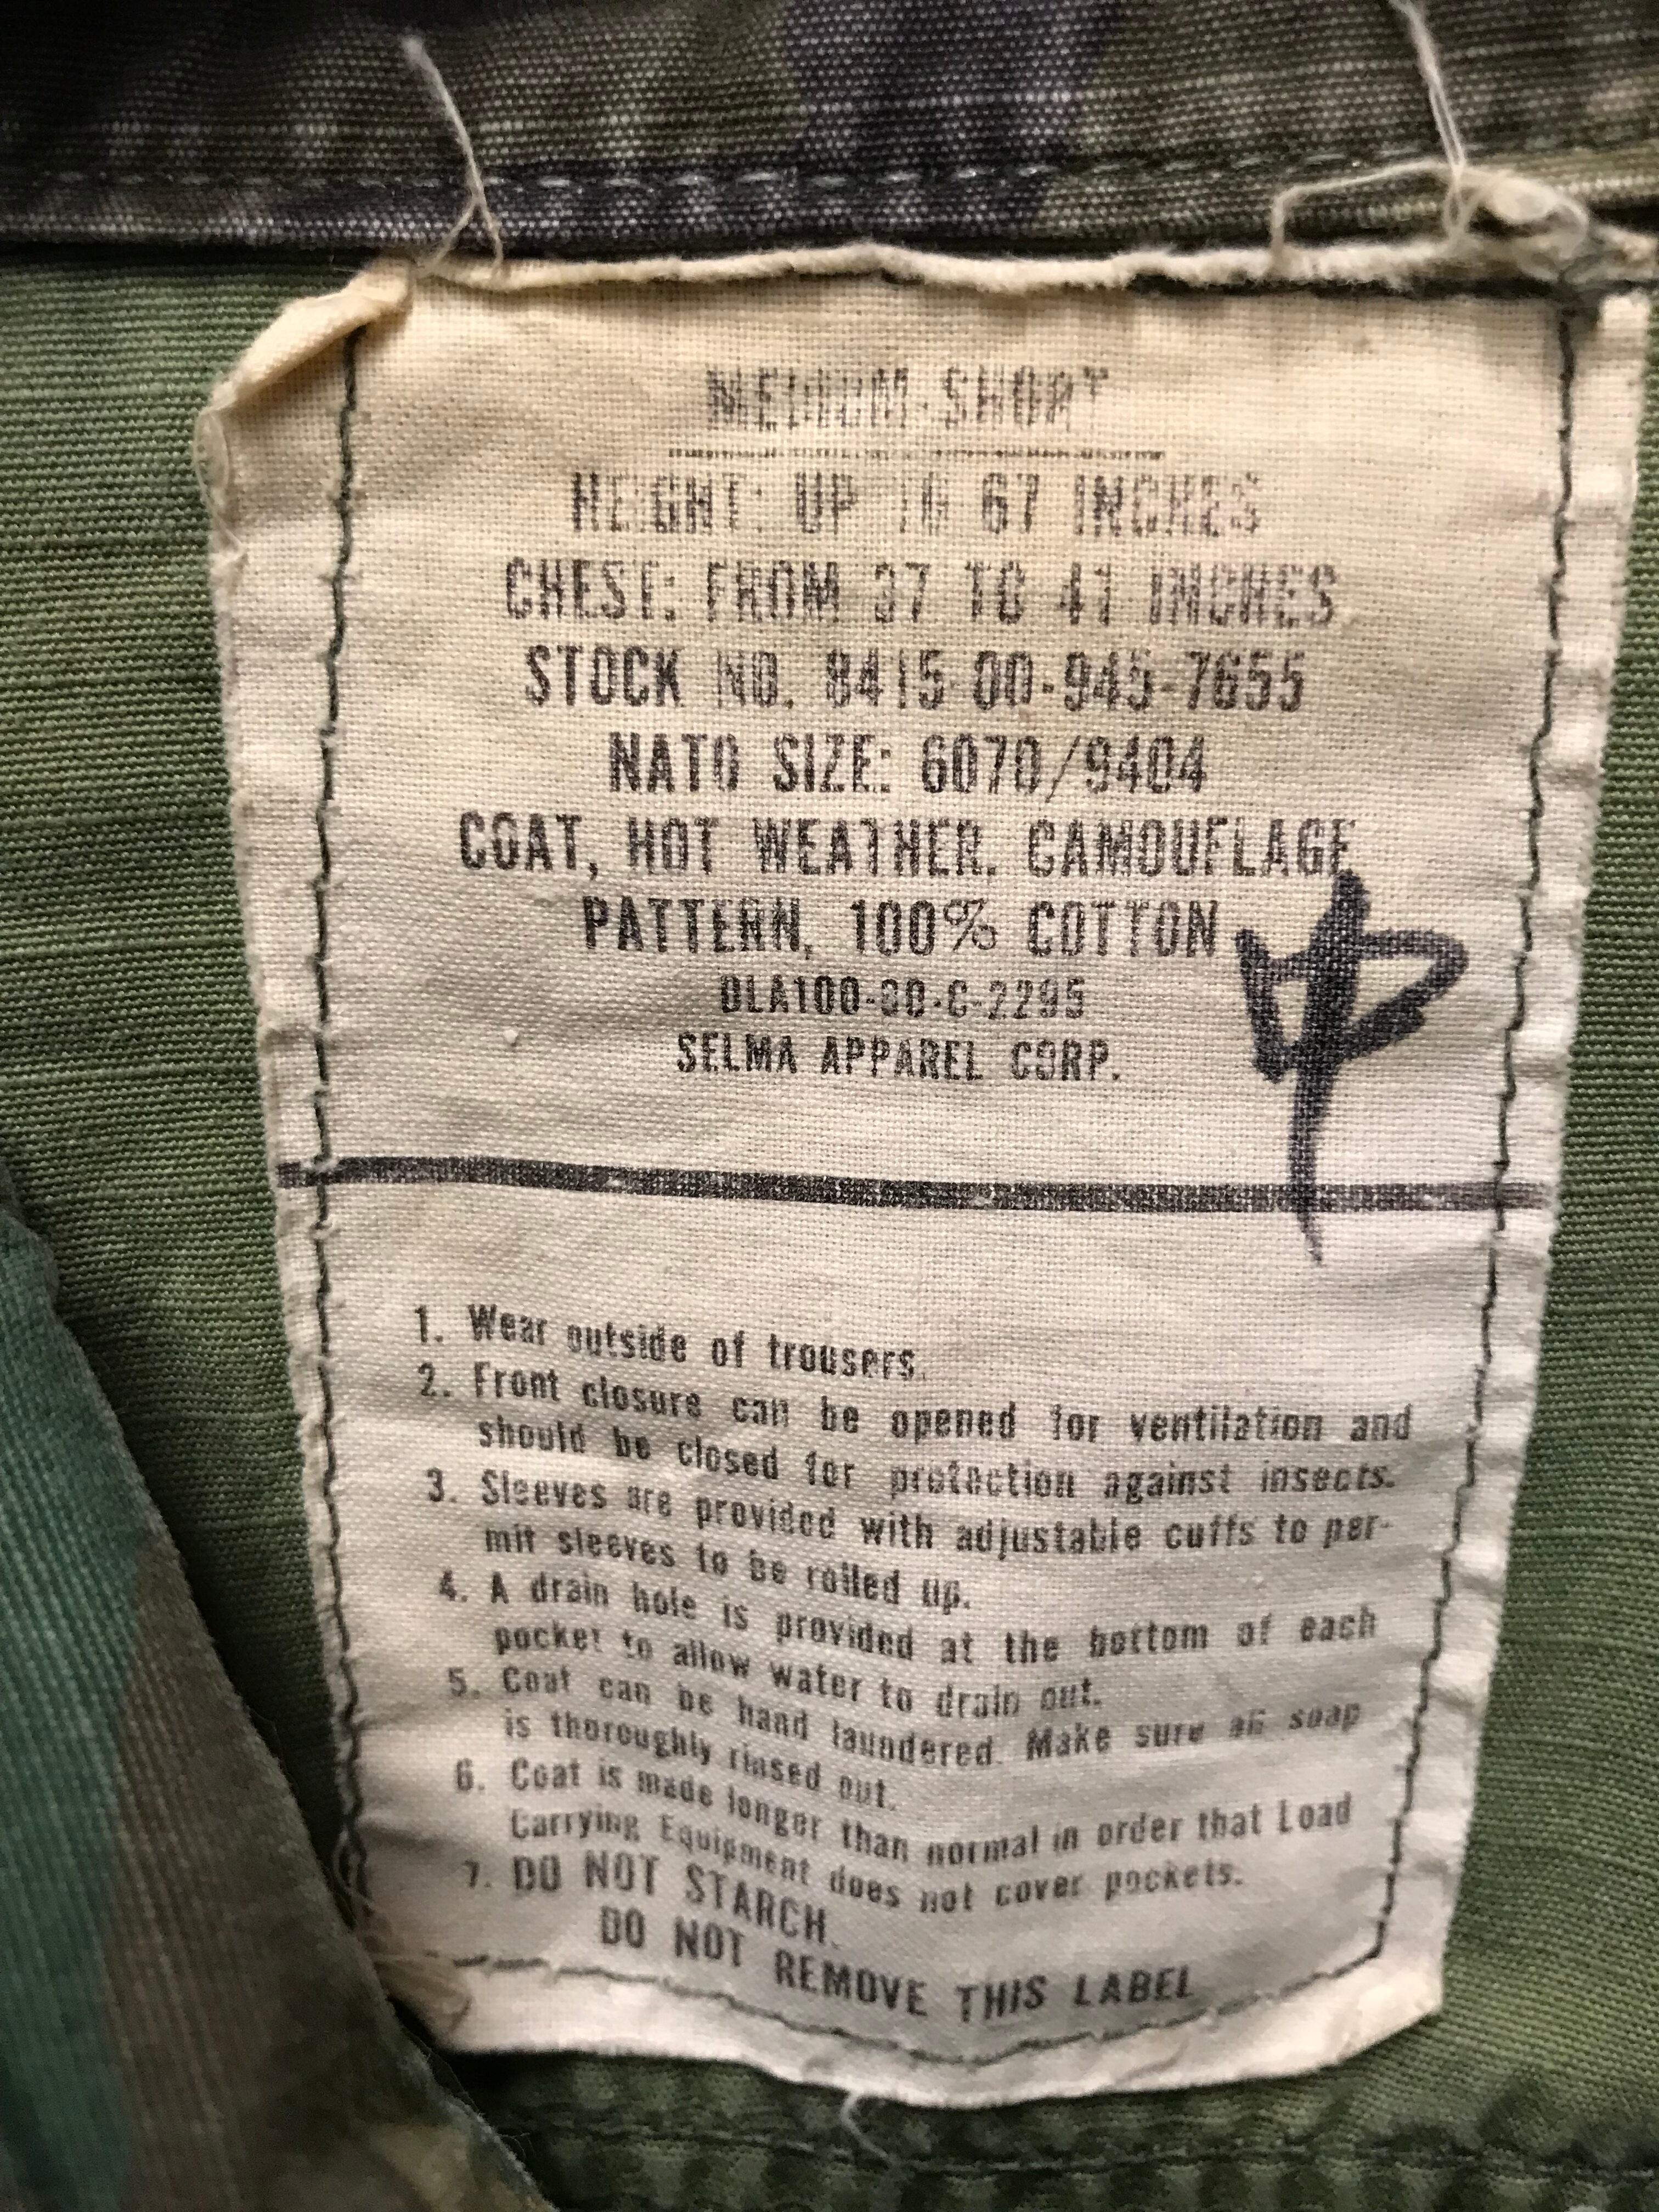 MEDIUM-SHORT
HEIGHT: UP TO 67 INCHES
CHEST: FROM 37 TO 41 INCHES
STOCK NO. 8415-00-945-7655
NATO SIZE: 6070/9404
COAT, HOT WEATHER, CAMOUFLAGE
PATTERN, 100% COTTON
DLA100-80-C-2295
SELMA APPAREL CORP.
中
1. Wear outside of trousers.
2. Front closure can be opened for ventilation and
should be closed for protection against insects.
3. Sleeves are provided with adjustable cuffs to per-
mit sleeves to be rolled up.
4. A drain hole is provided at the bottom of each
pocket to allow water to drain out.
5. Coat can be hand laundered. Make sure all soap
is thoroughly rinsed out.
6. Coat is made longer than normal in order that Load
Carrying Equipment does not cover pockets.
7. DO NOT STARCH.
DO NOT REMOVE THIS LABEL